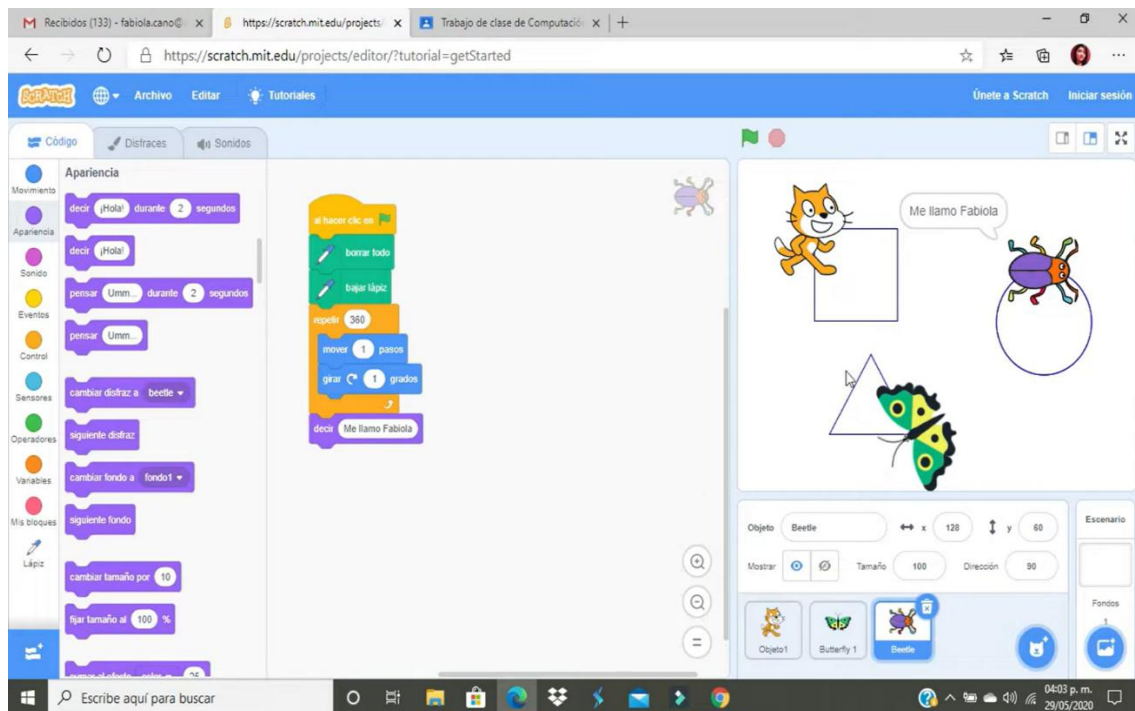 Recibidos (133) - fabiola.cano@
https://scratch.mit.edu/projects/
Trabajo de clase de Computació
https://scratch.mit.edu/projects/editor/?tutorial=getStarted
SCRATCH
Archivo
Editar
Tutoriales
Únete a Scratch
Iniciar sesión
Código
Disfraces
Sonidos
Movimiento
Apariencia
Sonido
Eventos
Control
Sensores
Operadores
Variables
Mis bloques
Lápiz
Apariencia
decir ¡Hola! durante 2 segundos
decir ¡Hola!
pensar Umm... durante 2 segundos
pensar Umm...
cambiar disfraz a beetle
siguiente disfraz
cambiar fondo a fondo1
siguiente fondo
cambiar tamaño por 10
fijar tamaño al 100 %
sumar al efecto color 25
al hacer clic en
borrar todo
bajar lápiz
repetir 360
mover 1 pasos
girar 1 grados
decir Me llamo Fabiola
Me llamo Fabiola
Objeto Beetle x 128 y 60
Mostrar Tamaño 100 Dirección 90
Objeto1
Butterfly 1
Beetle
Escenario
Fondos
1
Escribe aquí para buscar
04:03 p. m.
29/05/2020